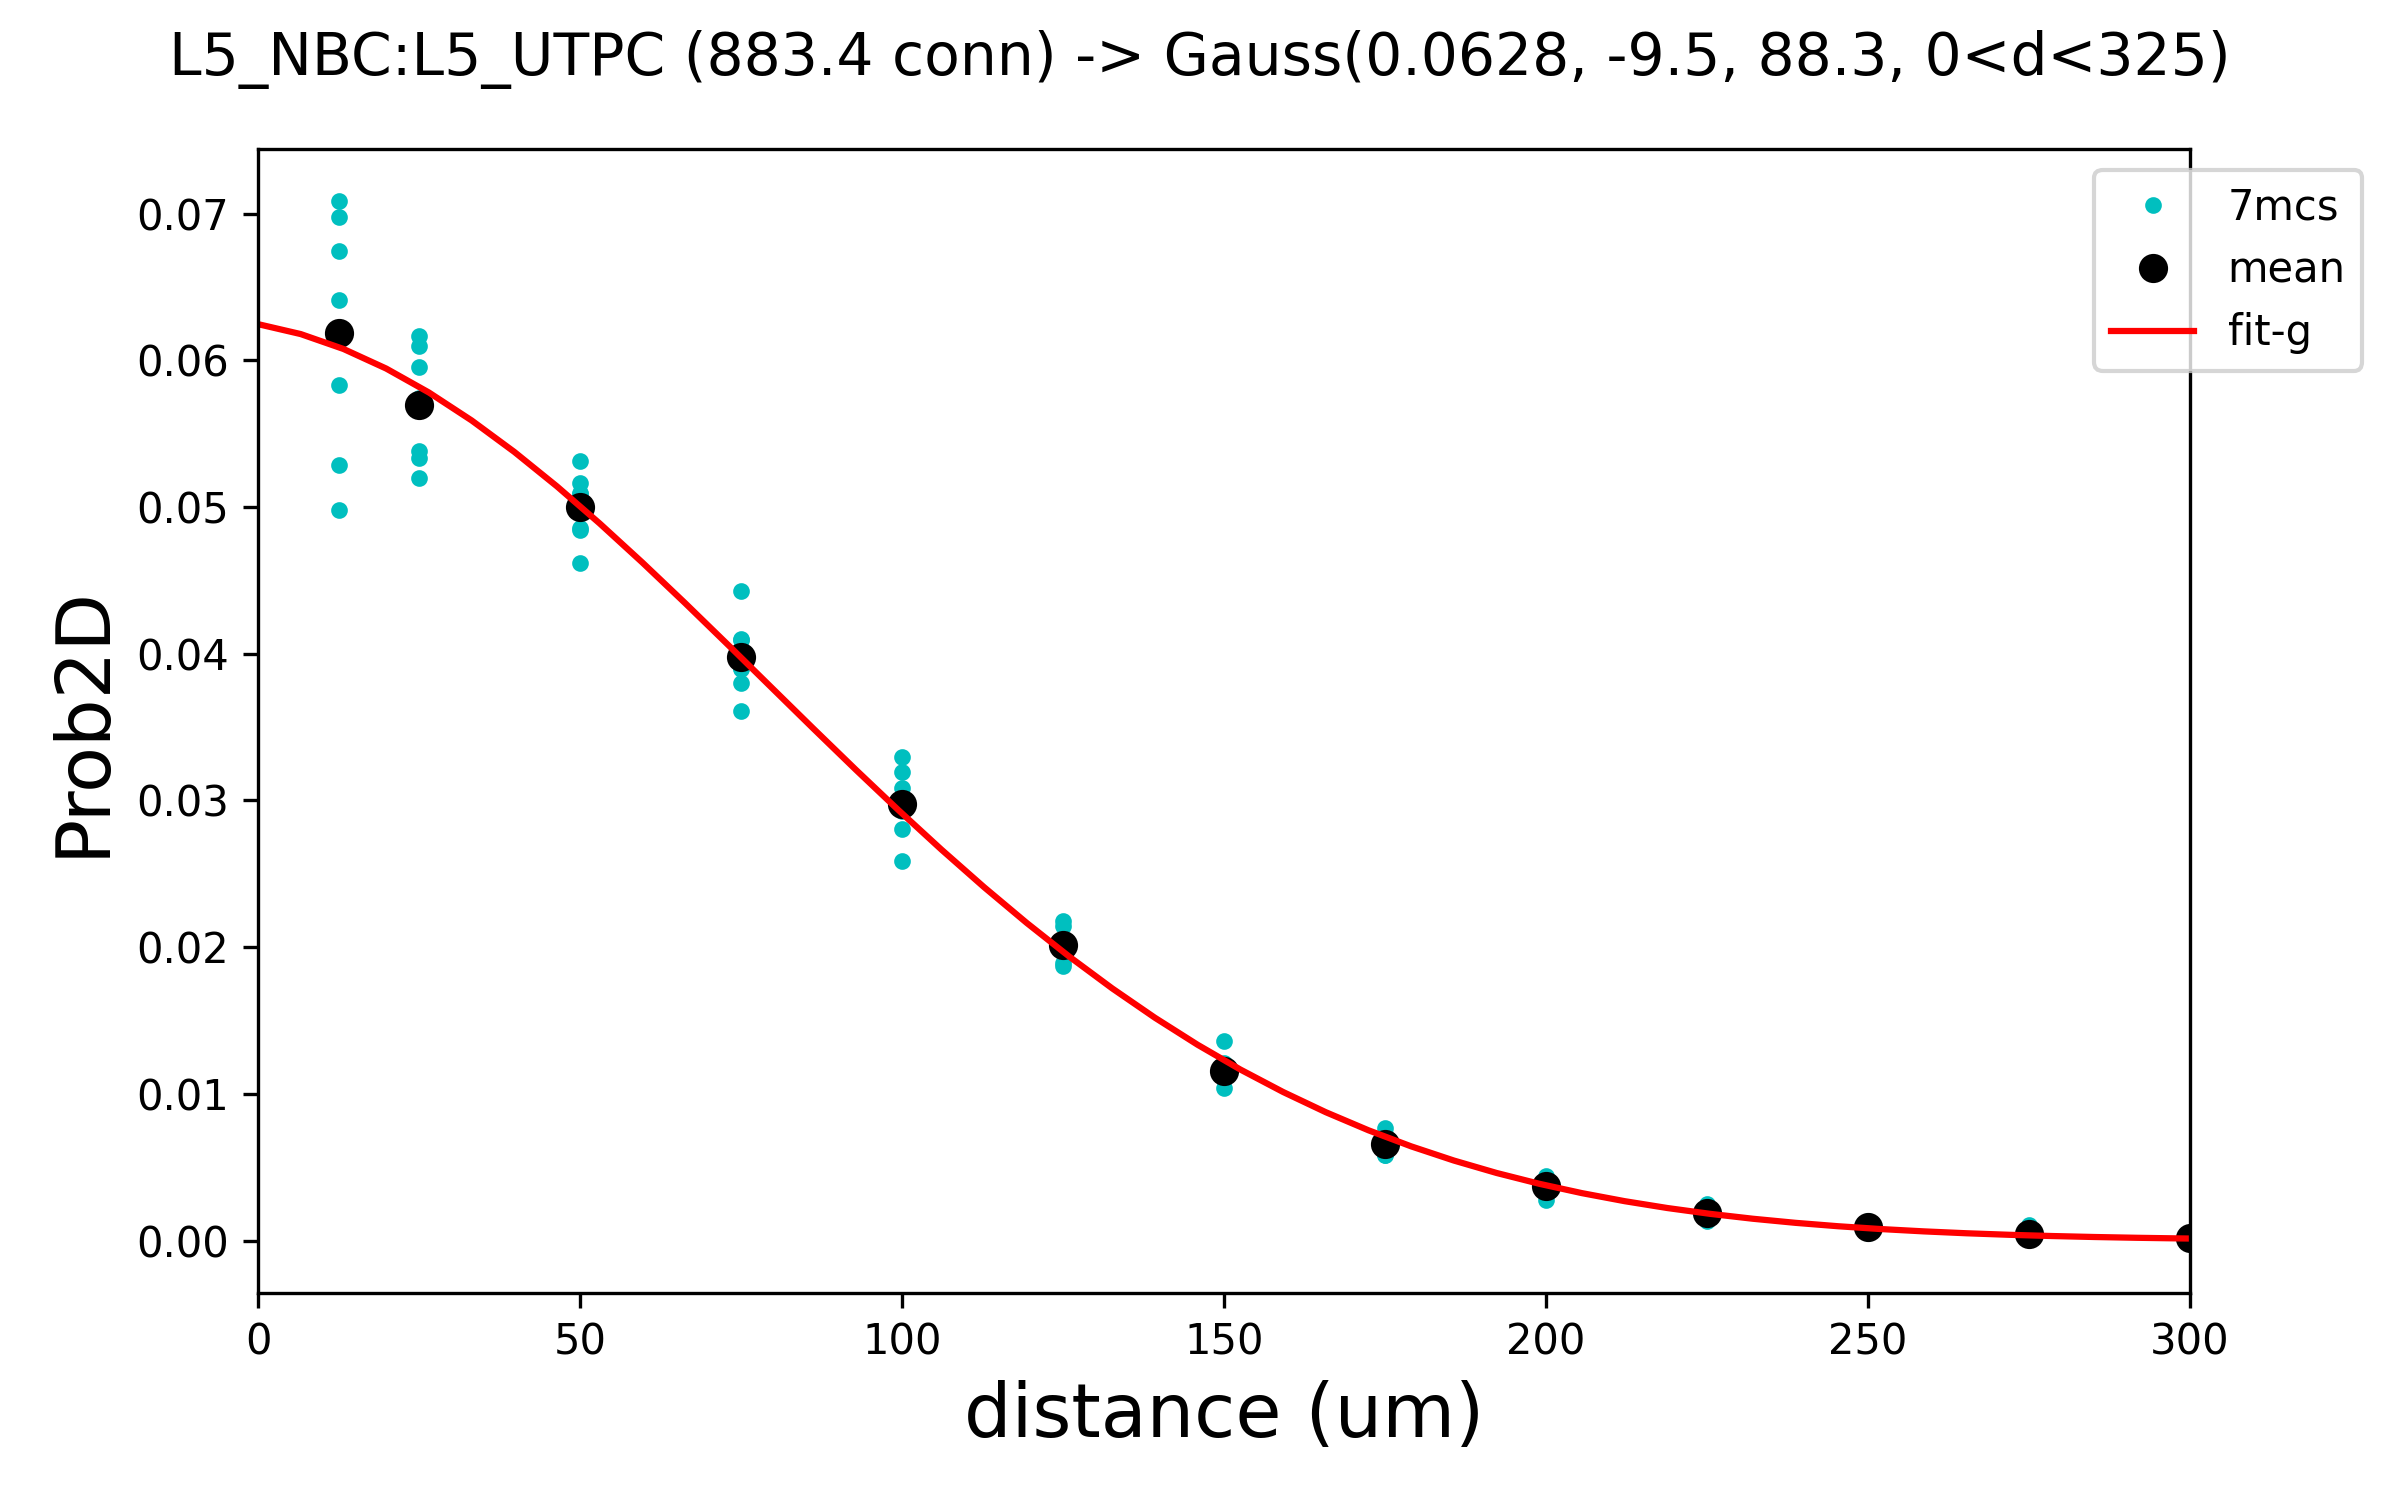 L5_NBC:L5_UTPC (883.4 conn) -> Gauss(0.0628, -9.5, 88.3, 0<d<325)
7mcs
mean
fit-g
Prob2D
0.07
0.06
0.05
0.04
0.03
0.02
0.01
0.00
0 50 100 150 200 250 300
distance (um)